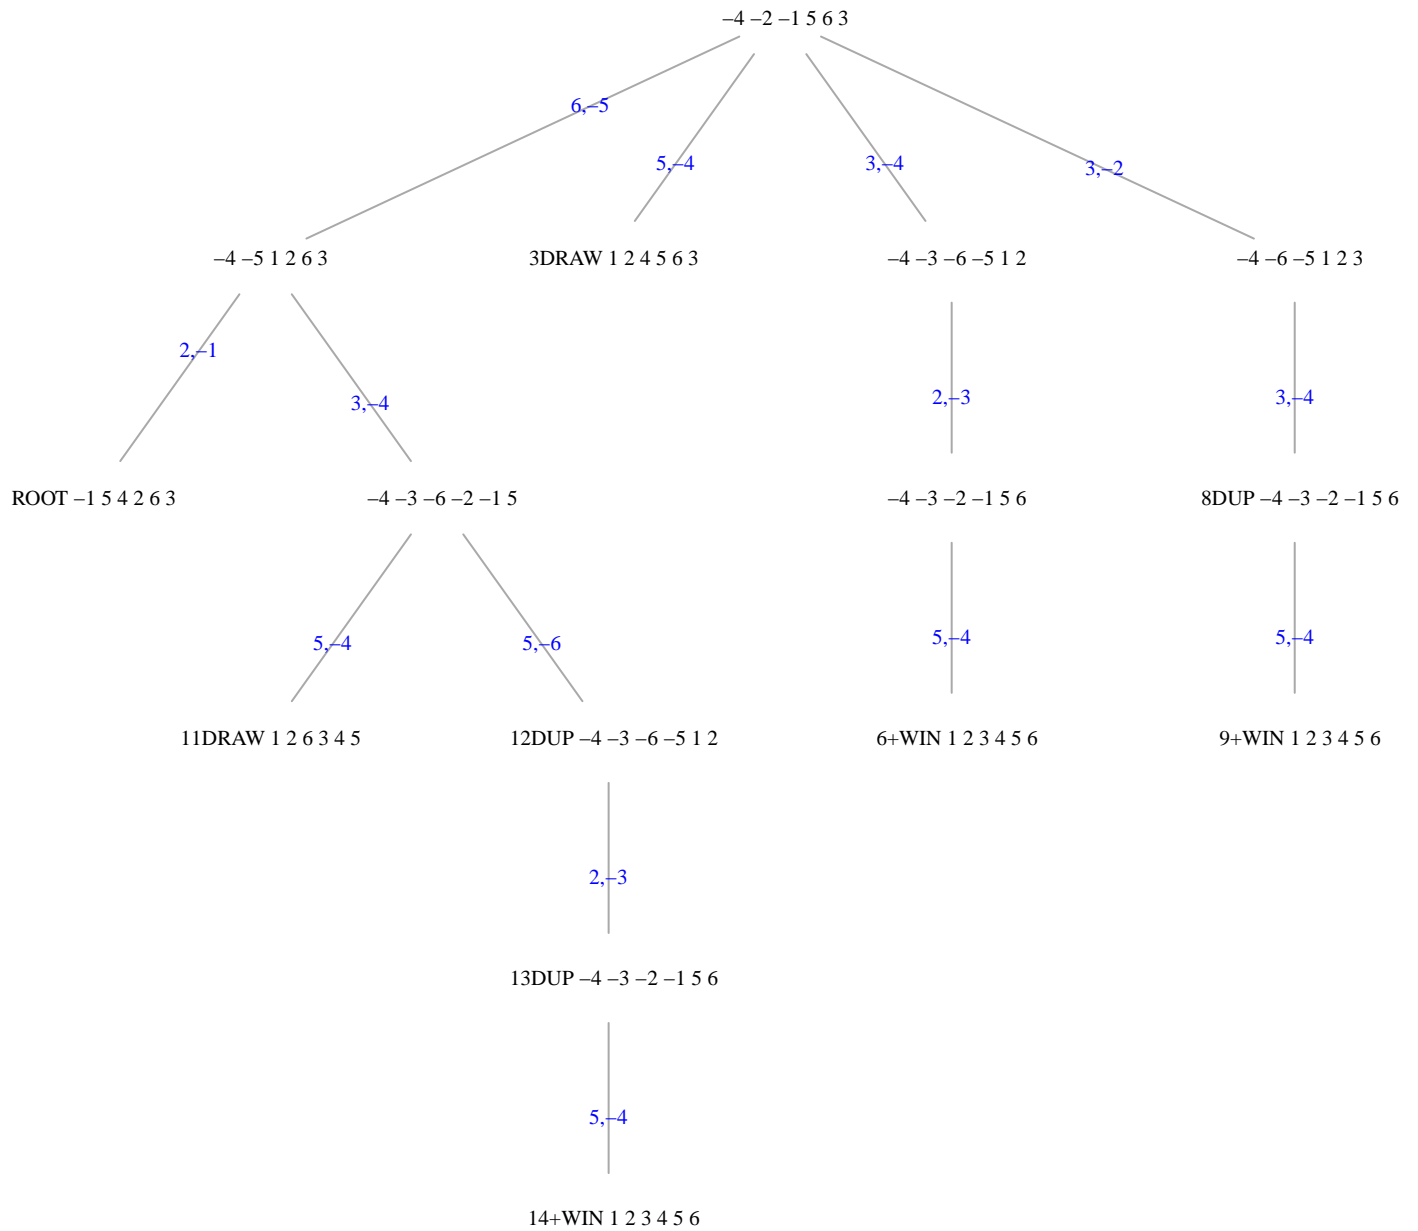 –4 –2 –1 5 6 3
6,–5
5,–4
3,–4
3,–2
–4 –5 1 2 6 3
3DRAW 1 2 4 5 6 3
–4 –3 –6 –5 1 2
–4 –6 –5 1 2 3
2,–1
3,–4
2,–3
3,–4
ROOT –1 5 4 2 6 3
–4 –3 –6 –2 –1 5
–4 –3 –2 –1 5 6
8DUP –4 –3 –2 –1 5 6
5,–4
5,–6
5,–4
5,–4
11DRAW 1 2 6 3 4 5
12DUP –4 –3 –6 –5 1 2
6+WIN 1 2 3 4 5 6
9+WIN 1 2 3 4 5 6
2,–3
13DUP –4 –3 –2 –1 5 6
5,–4
14+WIN 1 2 3 4 5 6